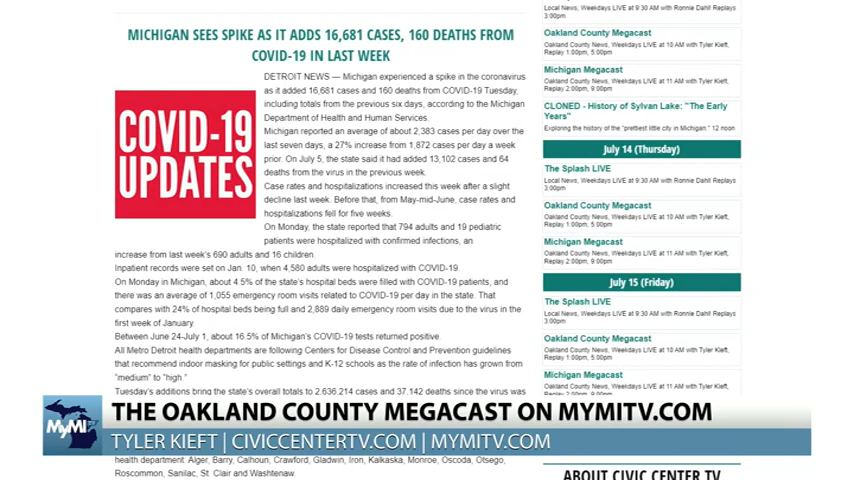 MICHIGAN SEES SPIKE AS IT ADDS 16,681 CASES, 160 DEATHS FROM
COVID-19 IN LAST WEEK
COVID-19
UPDATES
DETROIT NEWS — Michigan experienced a spike in the coronavirus
as it added 16,681 cases and 160 deaths from COVID-19 Tuesday,
including totals from the previous six days, according to the Michigan
Department of Health and Human Services.
Michigan reported an average of about 2,383 cases per day over the
last seven days, a 27% increase from 1,872 cases per day a week
prior. On July 5, the state said it had added 13,102 cases and 64
deaths from the virus in the previous week.
Case rates and hospitalizations increased this week after a slight
decline last week. Before that, from May-mid-June, case rates and
hospitalizations fell for five weeks.
On Monday, the state reported that 794 adults and 19 pediatric
patients were hospitalized with confirmed infections, an
increase from last week's 690 adults and 16 children.
Inpatient records were set on Jan. 10, when 4,580 adults were hospitalized with COVID-19.
On Monday in Michigan, about 4.5% of the state's hospital beds were filled with COVID-19 patients, and
there was an average of 1,055 emergency room visits related to COVID-19 per day in the state. That
compares with 24% of hospital beds being full and 2,889 daily emergency room visits due to the virus in the
first week of January.
Between June 24-July 1, about 16.5% of Michigan's COVID-19 tests returned positive.
All Metro Detroit health departments are following Centers for Disease Control and Prevention guidelines
that recommend indoor masking for public settings and K-12 schools as the rate of infection has grown from
"medium" to "high."
Tuesday's additions bring the state's overall totals to 2,636,214 cases and 37,142 deaths since the virus was
health department: Alger, Barry, Calhoun, Crawford, Gladwin, Iron, Kalkaska, Monroe, Oscoda, Otsego,
Roscommon, Sanilac, St. Clair and Washtenaw.
Local News, Weekdays LIVE at 9:30 AM with Ronnie Dahl! Replays
3:00pm
Oakland County Megacast
Oakland County News, Weekdays LIVE at 10 AM with Tyler Kieft,
Replay 1:00pm, 5:00pm
Michigan Megacast
Oakland County News, Weekdays LIVE at 11 AM with Tyler Kieft,
Replay 2:00pm, 9:00pm
CLONED - History of Sylvan Lake: "The Early
Years"
Exploring the history of the "prettiest little city in Michigan." 12 noon
July 14 (Thursday)
The Splash LIVE
Local News, Weekdays LIVE at 9:30 AM with Ronnie Dahl! Replays
3:00pm
Oakland County Megacast
Oakland County News, Weekdays LIVE at 10 AM with Tyler Kieft,
Replay 1:00pm, 5:00pm
Michigan Megacast
Oakland County News, Weekdays LIVE at 11 AM with Tyler Kieft,
Replay 2:00pm, 9:00pm
July 15 (Friday)
The Splash LIVE
Local News, Weekdays LIVE at 9:30 AM with Ronnie Dahl! Replays
3:00pm
Oakland County Megacast
Oakland County News, Weekdays LIVE at 10 AM with Tyler Kieft,
Replay 1:00pm, 5:00pm
Michigan Megacast
Oakland County News, Weekdays LIVE at 11 AM with Tyler Kieft,
Replay 2:00pm, 9:00pm
ABOUT CIVIC CENTER TV
MyMI
THE OAKLAND COUNTY MEGACAST ON MYMITV.COM
TYLER KIEFT | CIVICCENTERTV.COM | MYMITV.COM